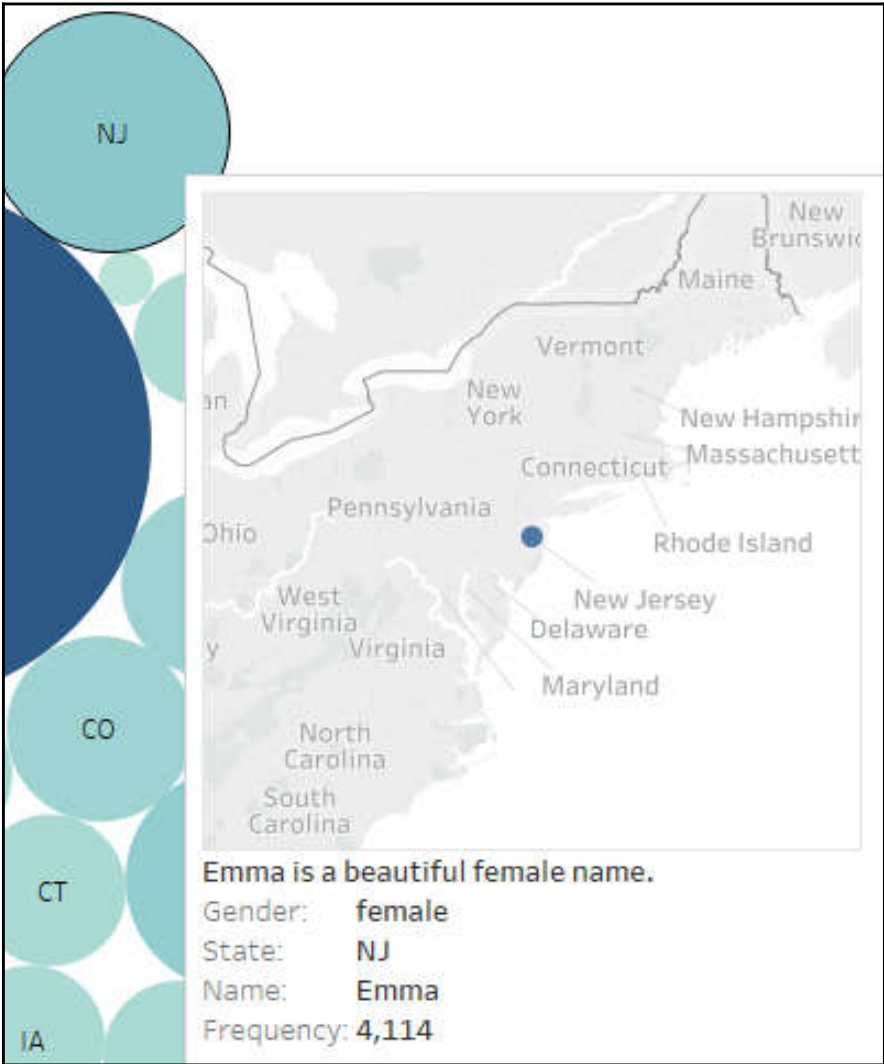 NJ
CO
CT
IA
New
Brunswic
Maine
Vermont
an
New
York
New Hampshir
Massachusett
Connecticut
Pennsylvania
Ohio
Rhode Island
West
Virginia
New Jersey
Delaware
y
Virginia
Maryland
North
Carolina
South
Carolina
Emma is a beautiful female name.
Gender: female
State: NJ
Name: Emma
Frequency: 4,114